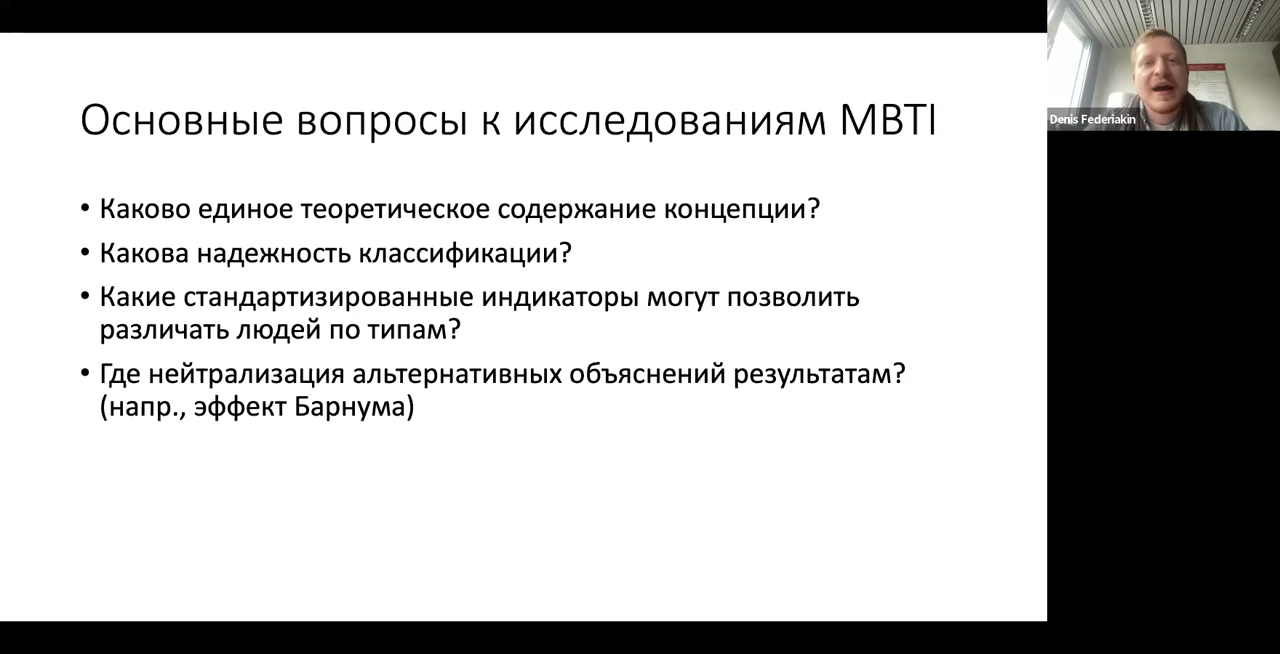 Основные вопросы к исследованиям MBTI
• Каково единое теоретическое содержание концепции?
• Какова надежность классификации?
• Какие стандартизированные индикаторы могут позволить
различать людей по типам?
• Где нейтрализация альтернативных объяснений результатам?
(напр., эффект Барнума)
Denis Federiakin